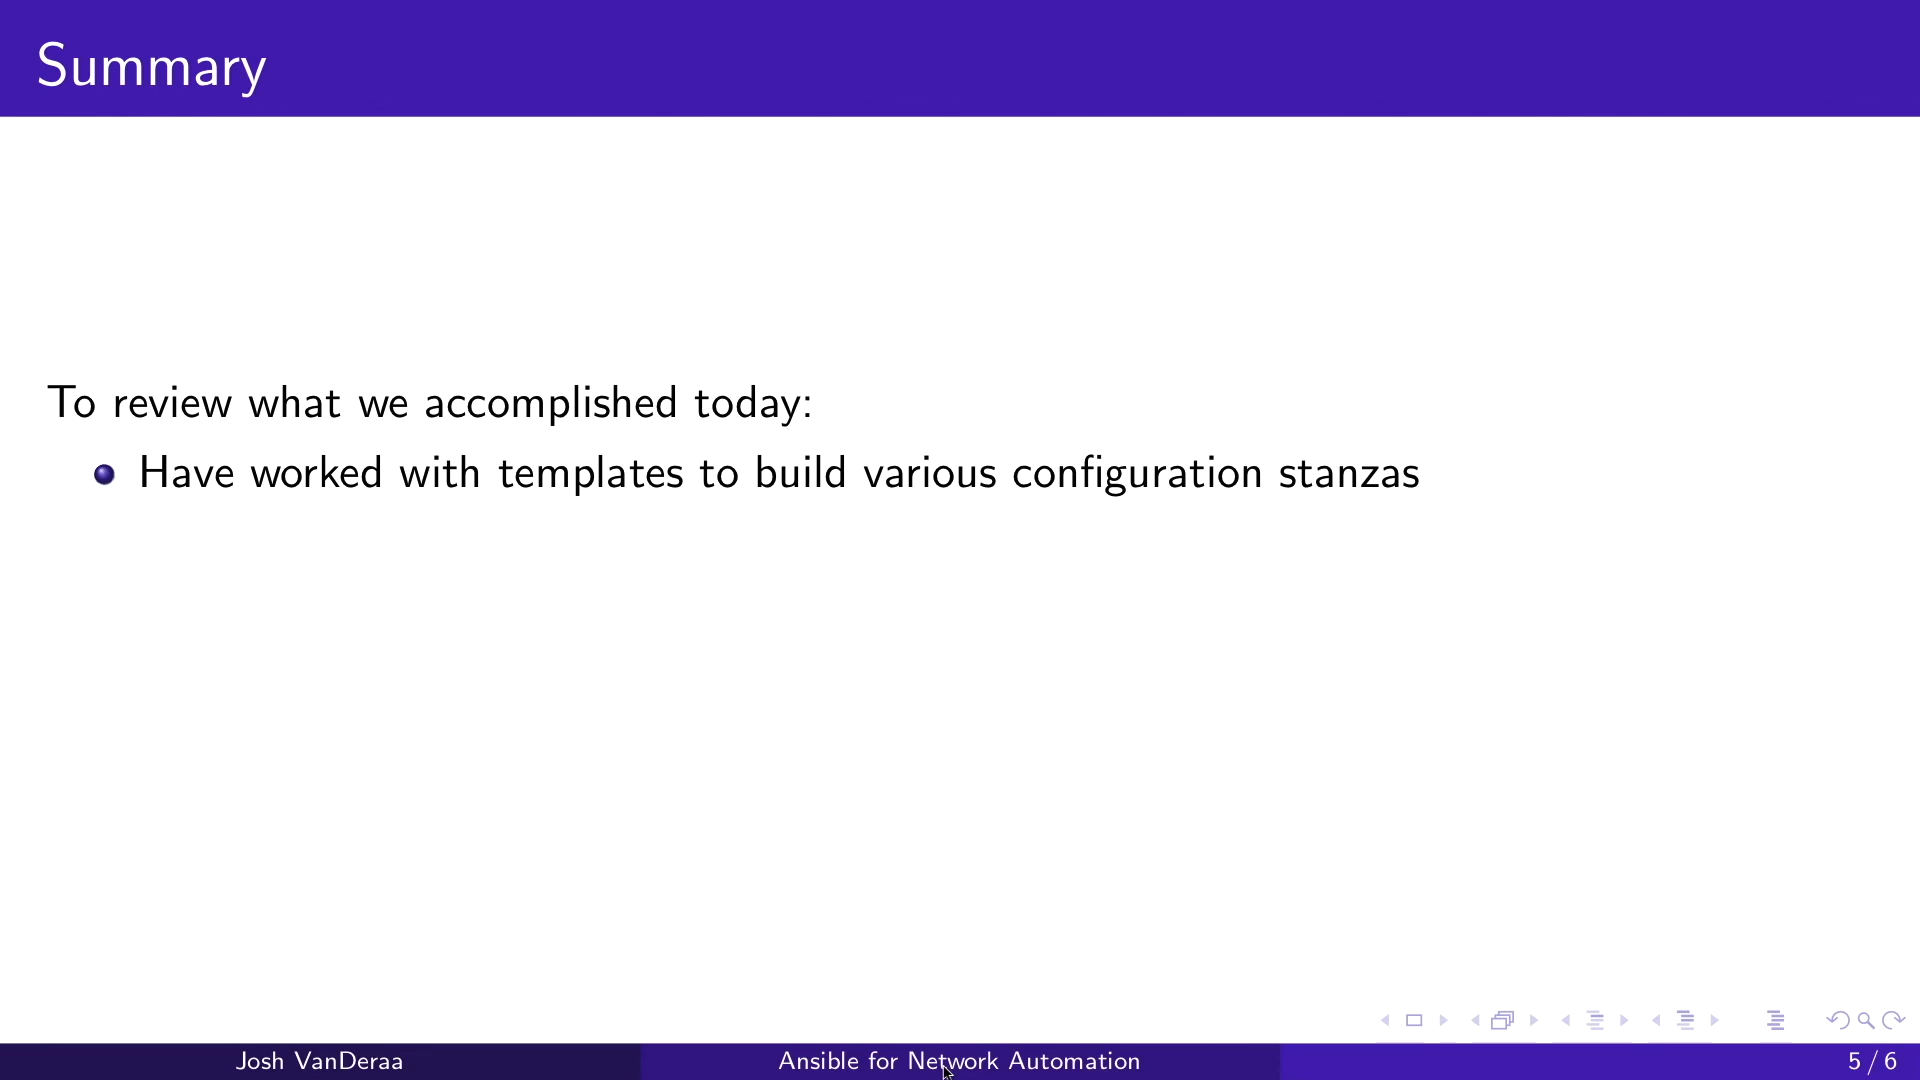 Summary
To review what we accomplished today:
Have worked with templates to build various configuration stanzas
Josh VanDeraa
Ansible for Network Automation
5 / 6